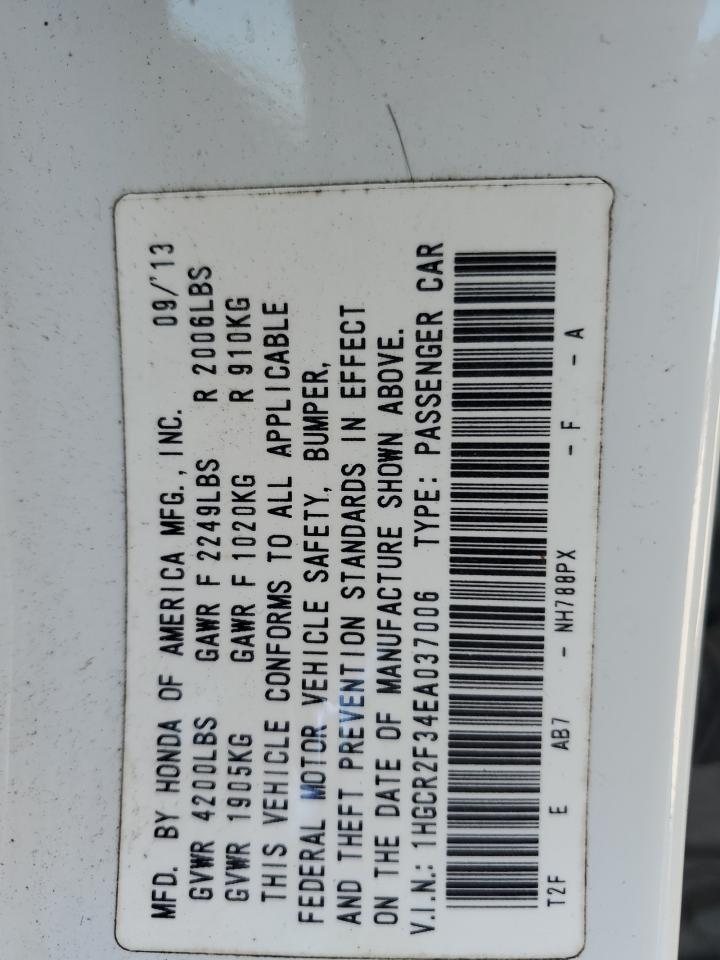 MFD. BY HONDA OF AMERICA MFG., INC. 09/'13
GVWR 4200LBS GAWR F 2249LBS R 2006LBS
GVWR 1905KG GAWR F 1020KG R 910KG
THIS VEHICLE CONFORMS TO ALL APPLICABLE
FEDERAL MOTOR VEHICLE SAFETY, BUMPER,
AND THEFT PREVENTION STANDARDS IN EFFECT
ON THE DATE OF MANUFACTURE SHOWN ABOVE.
V.I.N.: 1HGCR2F34EA037006 TYPE: PASSENGER CAR
T2F E AB7 - NH788PX - F - A